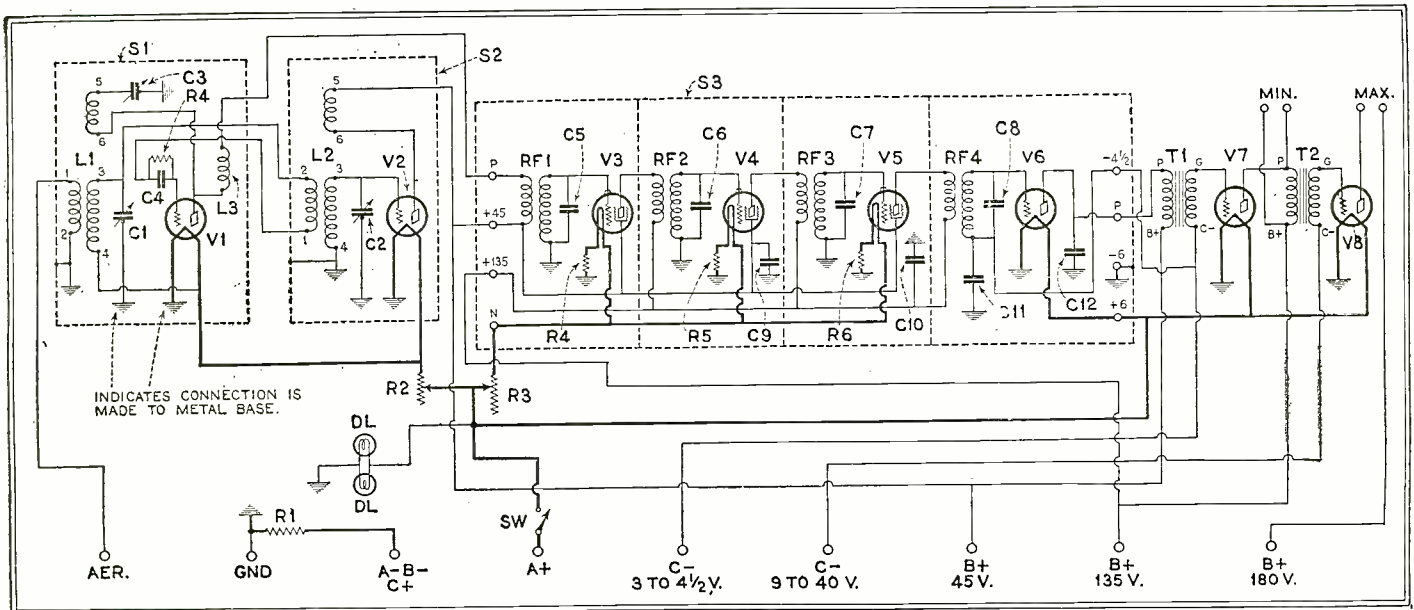 S1
C3
R4
5
6
L1
1
2
3
4
C4
C1
L3
V1
S2
5
6
L2
2
3
1
4
V2
C2
S3
P
+45
+135
N
RF1
C5
V3
R4
RF2
C6
V4
R5
C9
RF3
C7
V5
R6
C10
RF4
C8
V6
C11
C12
-4½
P
-6
+6
MIN.
MAX.
P T1 G
B+ C-
V7
P T2 G
B+ C-
V8
INDICATES CONNECTION IS
MADE TO METAL BASE.
R2
R3
DL
DL
SW
R1
AER.
GND
A-B-
C+
A+
C-
3 TO 4½ V.
C-
9 TO 40 V.
B+
45 V.
B+
135 V.
B+
180 V.